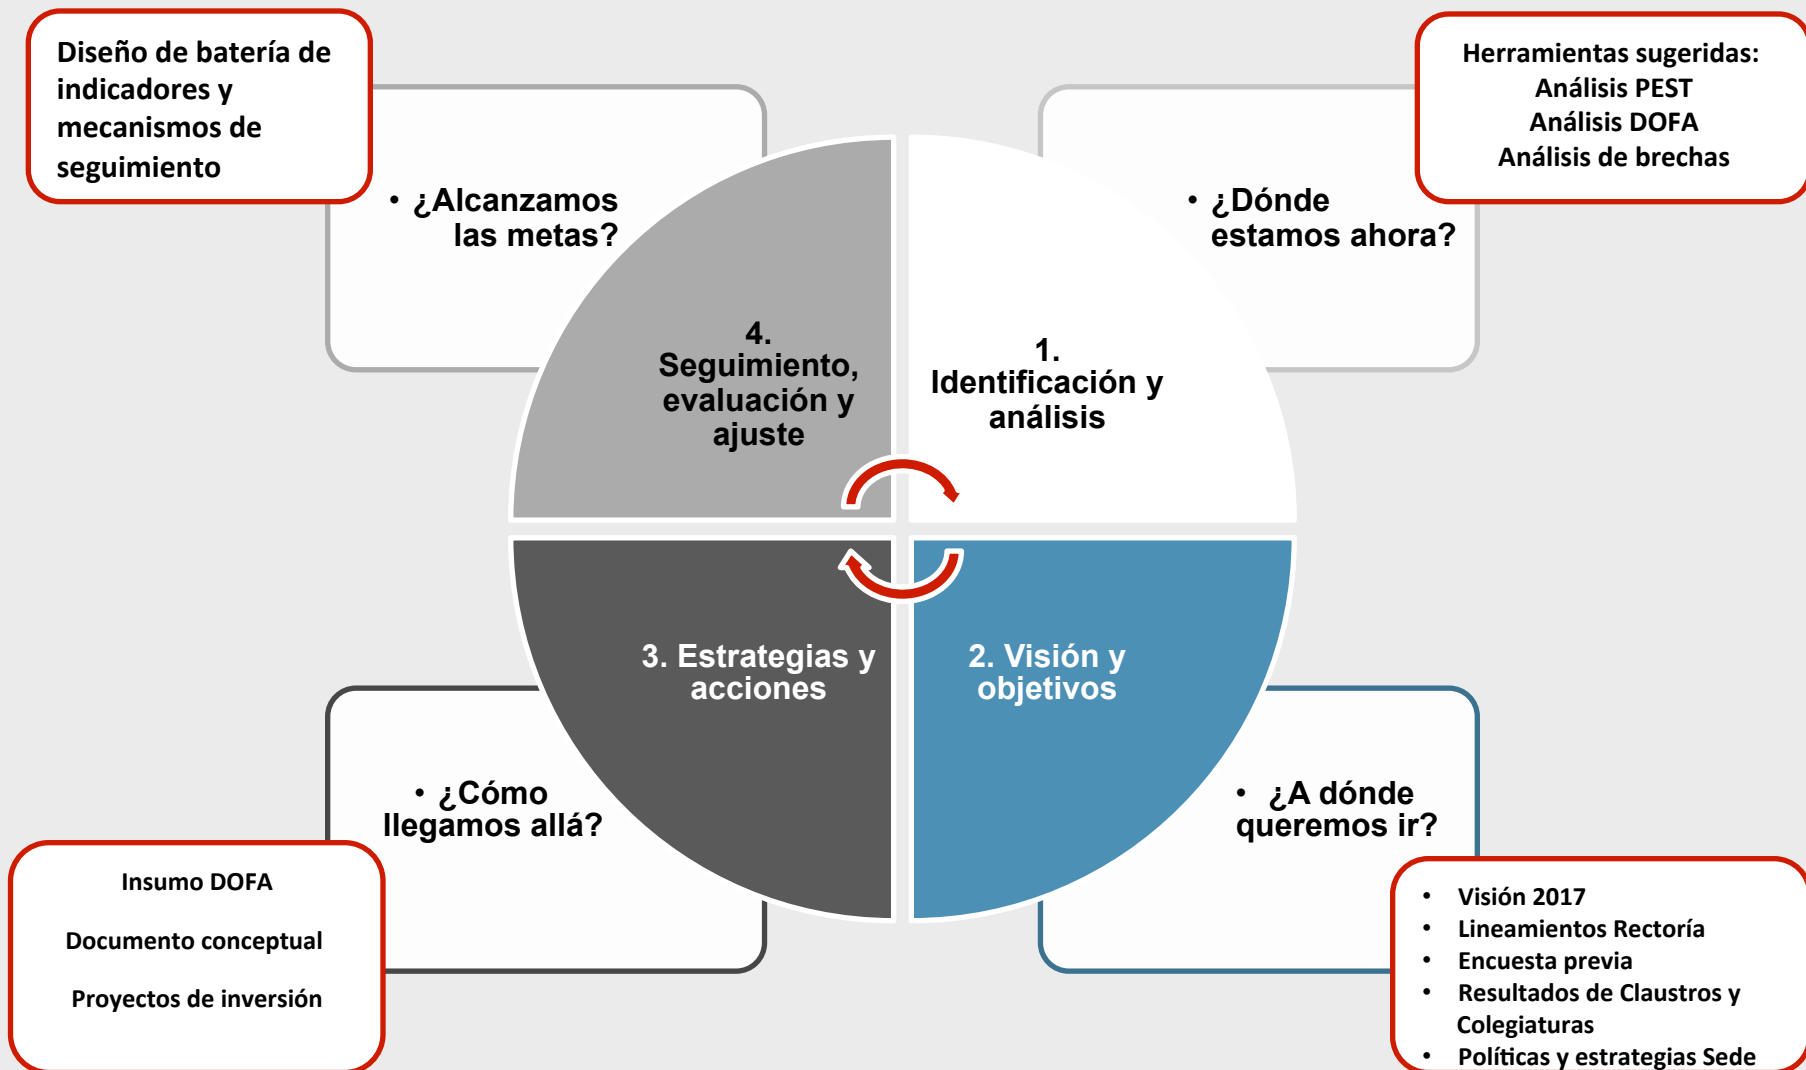 Diseño de batería de
indicadores y
mecanismos de
seguimiento
• ¿Alcanzamos
las metas?
Herramientas sugeridas:
Análisis PEST
Análisis DOFA
Análisis de brechas
• ¿Dónde
estamos ahora?
4.
Seguimiento,
evaluación y
ajuste
1.
Identificación y
análisis
3. Estrategias y
acciones
2. Visión y
objetivos
• ¿Cómo
llegamos allá?
• ¿A dónde
queremos ir?
Insumo DOFA
Documento conceptual
Proyectos de inversión
• Visión 2017
• Lineamientos Rectoría
• Encuesta previa
• Resultados de Claustros y
Colegiaturas
• Políticas y estrategias Sede